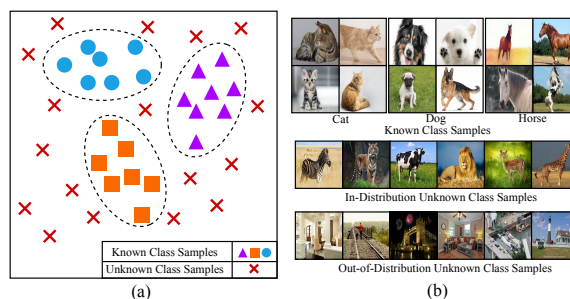 Known Class Samples
Unknown Class Samples
(a)
Cat Dog Horse
Known Class Samples
In-Distribution Unknown Class Samples
Out-of-Distribution Unknown Class Samples
(b)